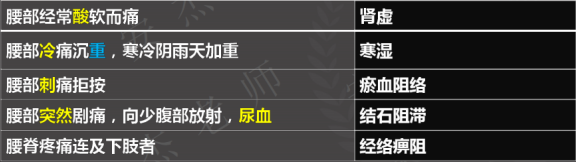 腰部经常酸软而痛 肾虚
腰部冷痛沉重，寒冷阴雨天加重 寒湿
腰部刺痛拒按 瘀血阻络
腰部突然剧痛，向少腹部放射，尿血 结石阻滞
腰脊疼痛连及下肢者 经络痹阻